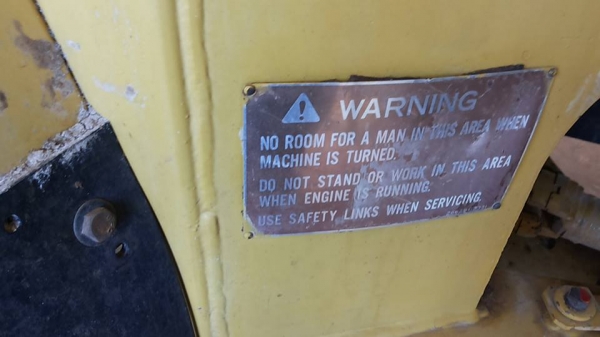 WARNING
NO ROOM FOR A MAN IN THIS AREA WHEN
MACHINE IS TURNED.
DO NOT STAND OR WORK IN THIS AREA
WHEN ENGINE IS RUNNING.
USE SAFETY LINKS WHEN SERVICING.